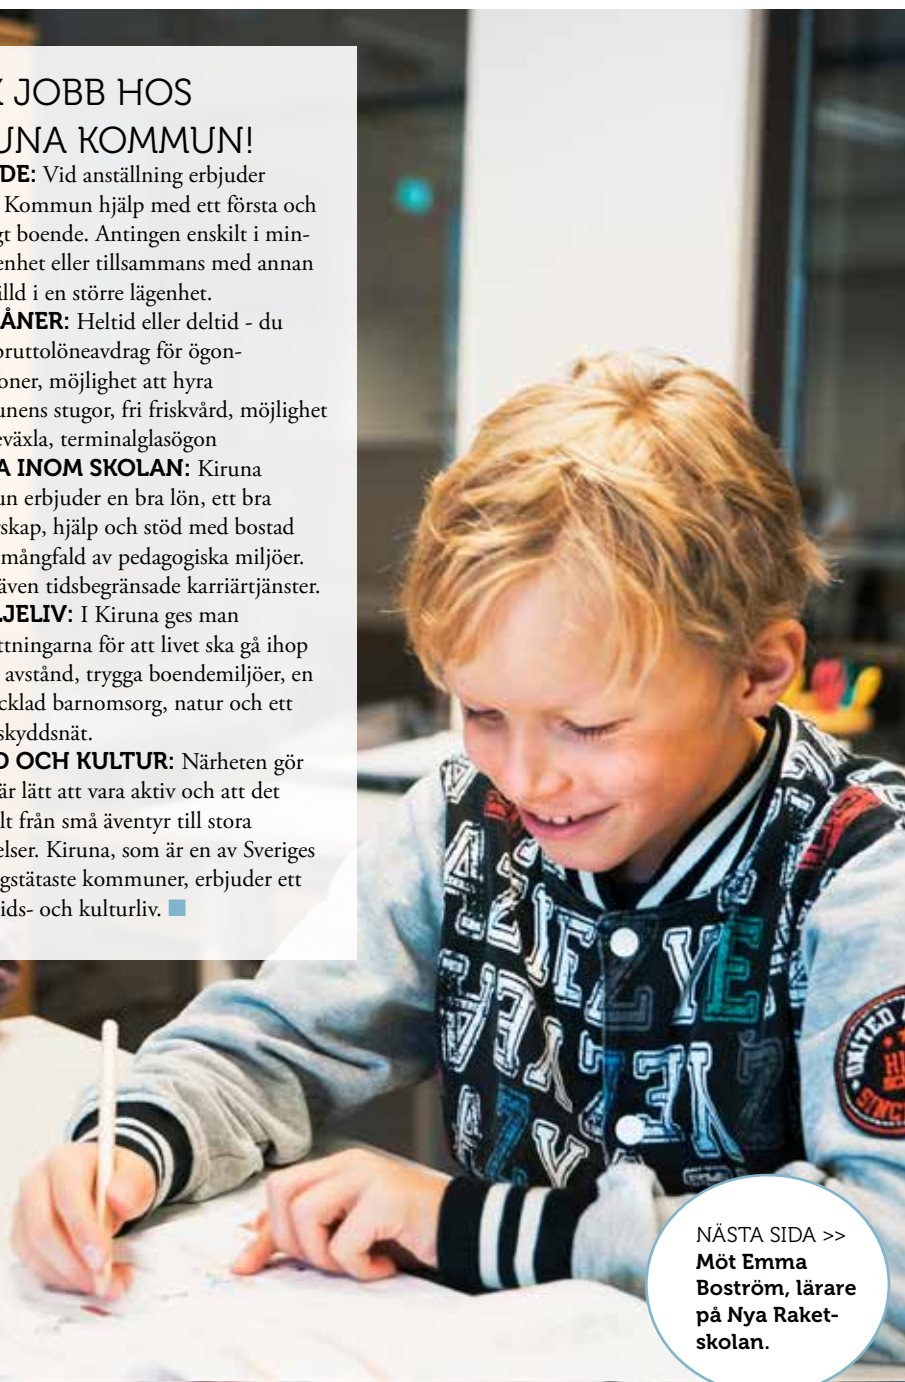 JOBB HOS
UNA KOMMUN!
DE: Vid anställning erbjuder
Kommun hjälp med ett första och
gt boende. Antingen enskilt i min-
enhet eller tillsammans med annan
illd i en större lägenhet.
ÅNER: Heltid eller deltid - du
bruttolöneavdrag för ögon-
oner, möjlighet att hyra
unens stugor, fri friskvård, möjlighet
eväxla, terminalglasögon
A INOM SKOLAN: Kiruna
un erbjuder en bra lön, ett bra
skap, hjälp och stöd med bostad
mångfald av pedagogiska miljöer.
även tidsbegränsade karriärtjänster.
LJELIV: I Kiruna ges man
ttningarna för att livet ska gå ihop
avstånd, trygga boendemiljöer, en
cklad barnomsorg, natur och ett
skyddsnät.
D OCH KULTUR: Närheten gör
är lätt att vara aktiv och att det
lt från små äventyr till stora
elser. Kiruna, som är en av Sveriges
gstätaste kommuner, erbjuder ett
ids- och kulturliv.
UNITED
SINC
NÄSTA SIDA >>
Möt Emma
Boström, lärare
på Nya Raket-
skolan.